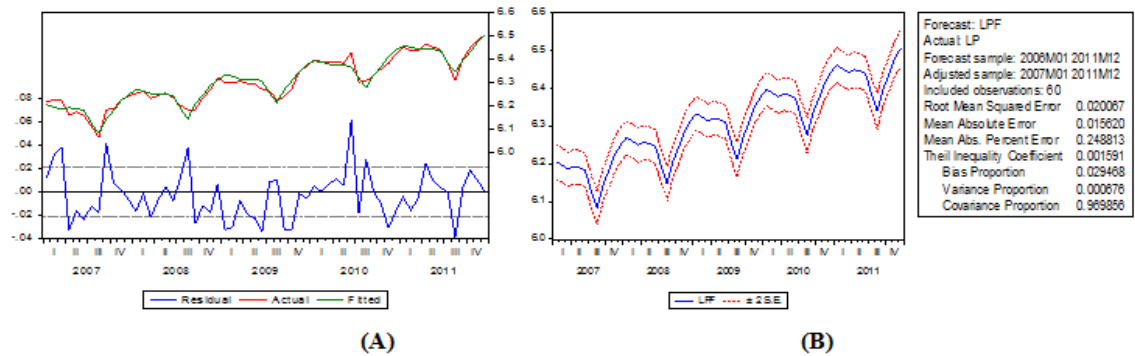 6.6
6.5
6.4
6.3
6.2
6.1
6.0
.08
.06
.04
.02
.00
-.02
-.04
I II III IV I II III IV I II III IV I II III IV I II III IV
2007 2008 2009 2010 2011
Residual Actual Fitted
(A)
6.6
6.5
6.4
6.3
6.2
6.1
6.0
I II III IV I II III IV I II III IV I II III IV I II III IV
2007 2008 2009 2010 2011
LPF ± 2 S.E.
(B)
Forecast: LPF
Actual: LP
Forecast sample: 2006M01 2011M12
Adjusted sample: 2007M01 2011M12
Included observations: 60
Root Mean Squared Error 0.020067
Mean Absolute Error 0.015620
Mean Abs. Percent Error 0.248813
Theil Inequality Coefficient 0.001591
Bias Proportion 0.029468
Variance Proportion 0.000676
Covariance Proportion 0.969856